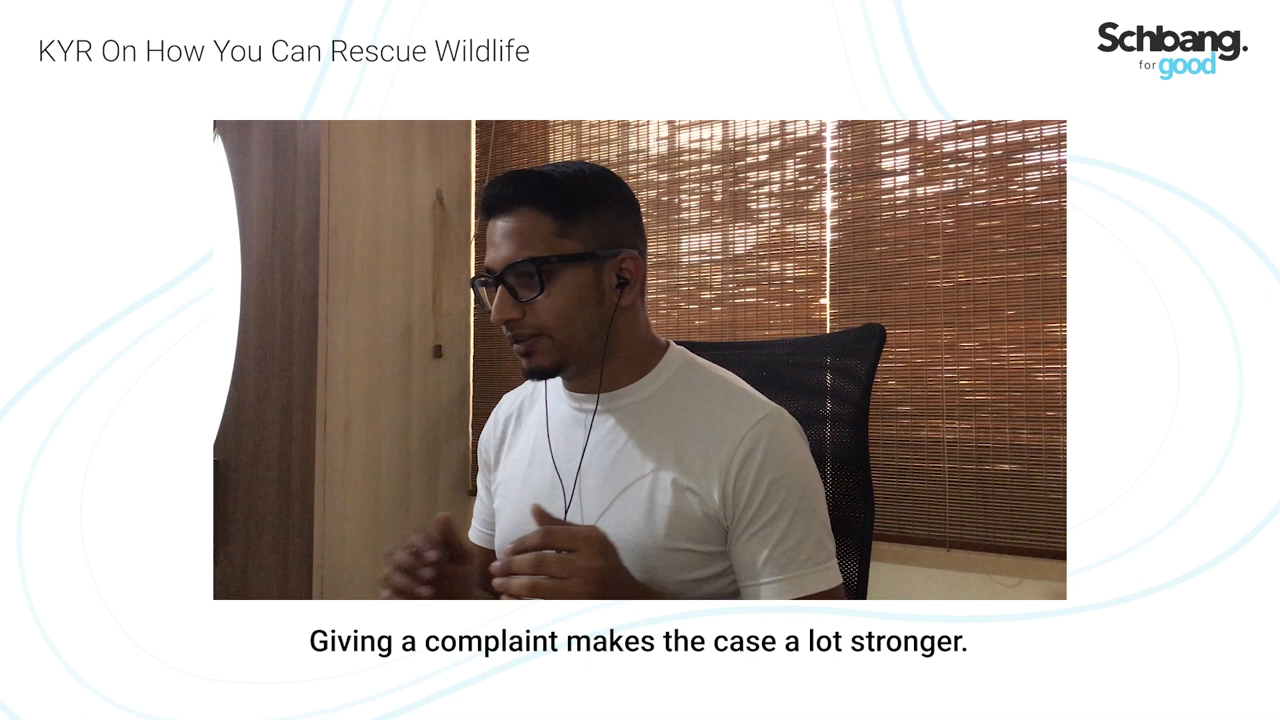 KYR On How You Can Rescue Wildlife
Schbang.
for good
Giving a complaint makes the case a lot stronger.